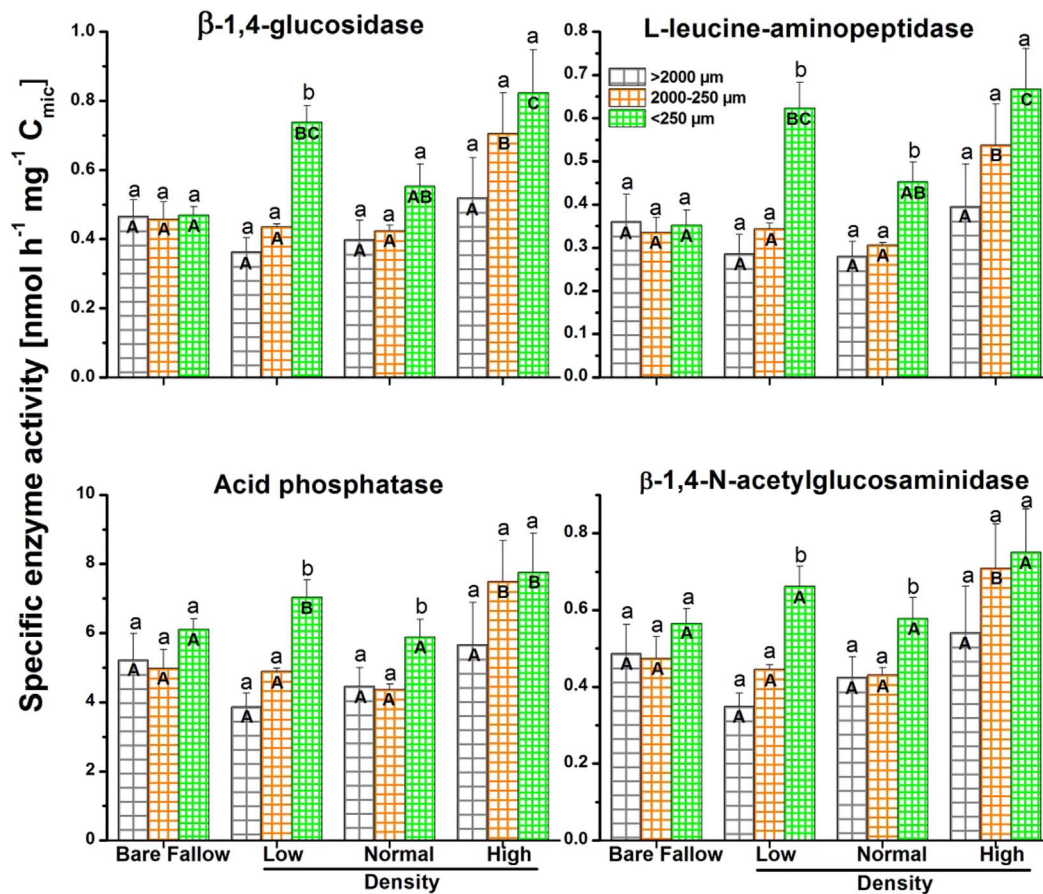 Specific enzyme activity [nmol h⁻¹ mg⁻¹ C_mic]
β-1,4-glucosidase
1.0
0.8
0.6
0.4
0.2
0.0
a a a a a b a a a a a a
A A A A A BC A A AB A B C
L-leucine-aminopeptidase
>2000 µm
2000-250 µm
<250 µm
0.8
0.7
0.6
0.5
0.4
0.3
0.2
0.1
0.0
a a a a a b a a b a a a
A A A A A BC A A AB A B C
Acid phosphatase
10
8
6
4
2
0
a a a a a b a a b a a a
A A A A A B A A A A B B
Bare Fallow Low Normal High
Density
β-1,4-N-acetylglucosaminidase
0.8
0.6
0.4
0.2
0.0
a a a a a b a a b a a a
A A A A A A A A A A B A
Bare Fallow Low Normal High
Density